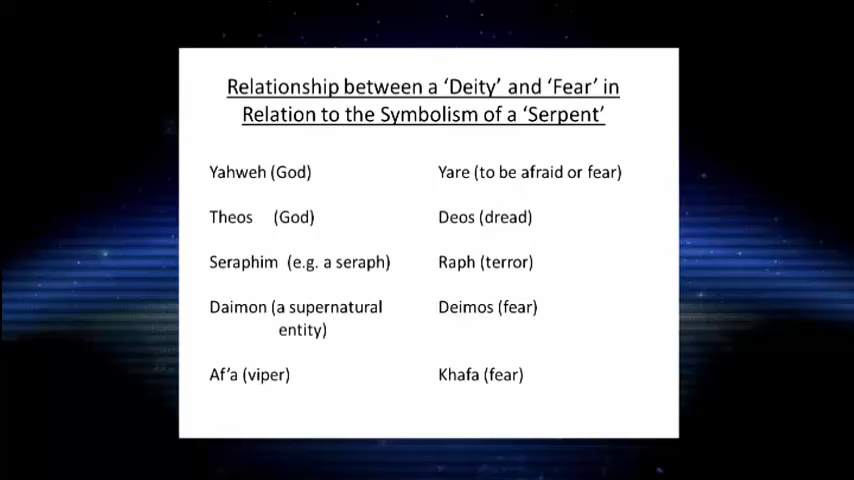 Relationship between a ‘Deity’ and ‘Fear’ in
Relation to the Symbolism of a ‘Serpent’
Yahweh (God) Yare (to be afraid or fear)
Theos (God) Deos (dread)
Seraphim (e.g. a seraph) Raph (terror)
Daimon (a supernatural Deimos (fear)
entity)
Af’a (viper) Khafa (fear)